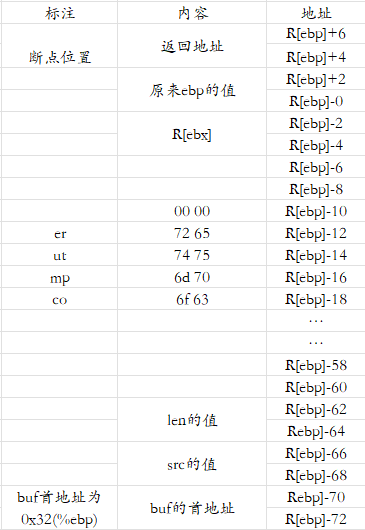 标注 内容 地址
返回地址 R[ebp]+6
断点位置 R[ebp]+4
原来ebp的值 R[ebp]+2
R[ebp]-0
R[ebx] R[ebp]-2
R[ebp]-4
R[ebp]-6
R[ebp]-8
00 00 R[ebp]-10
er 72 65 R[ebp]-12
ut 74 75 R[ebp]-14
mp 6d 70 R[ebp]-16
co 6f 63 R[ebp]-18
…
…
R[ebp]-58
R[ebp]-60
len的值 R[ebp]-62
Rebp]-64
src的值 R[ebp]-66
R[ebp]-68
buf首地址为 buf的首地址 Rebp]-70
0x32(%ebp) R[ebp]-72